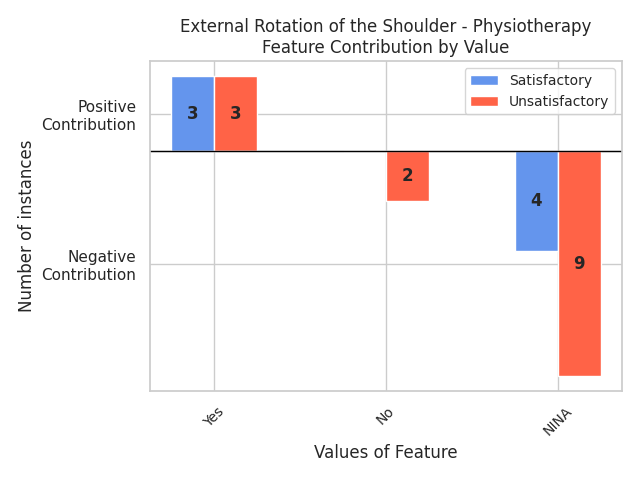 External Rotation of the Shoulder - Physiotherapy
Feature Contribution by Value
Satisfactory
Unsatisfactory
Positive
Contribution
Negative
Contribution
Number of instances
3
3
2
4
9
Yes
No
NINA
Values of Feature